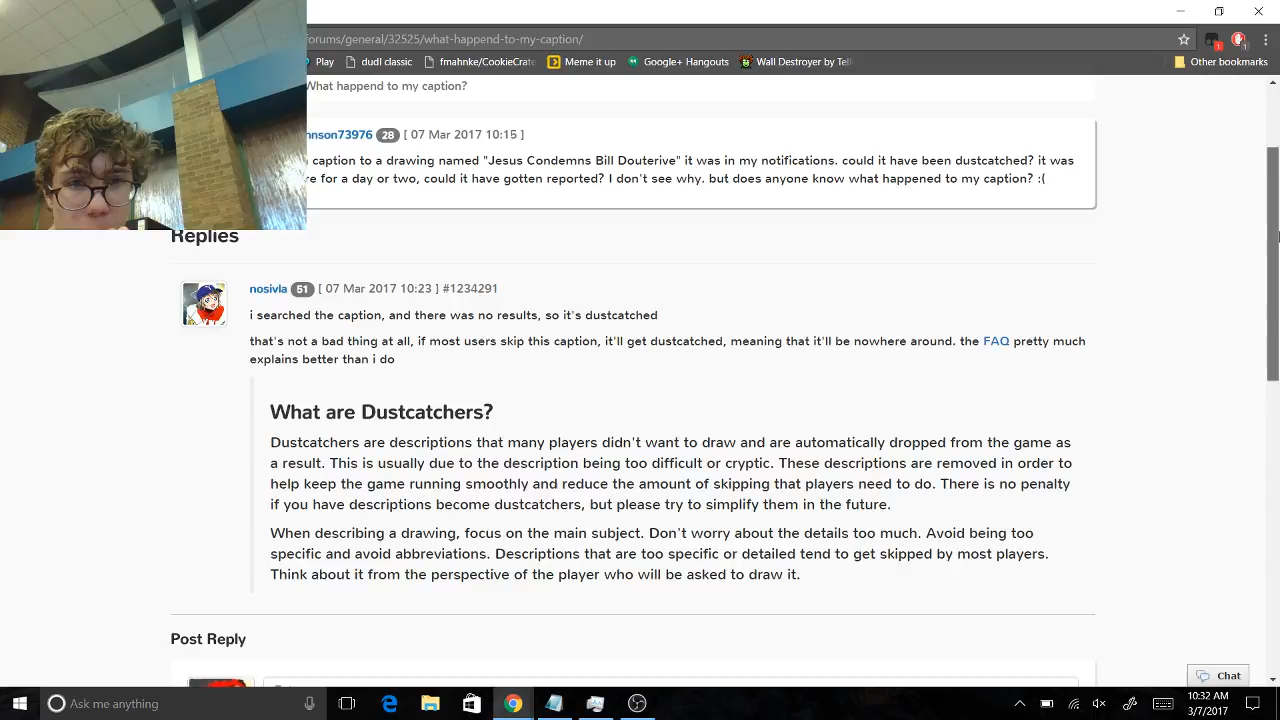 forums/general/32525/what-happend-to-my-caption/
Play dudl classic fmahnke/CookieCrate Meme it up Google+ Hangouts Wall Destroyer by Tell Other bookmarks
What happend to my caption?
nson73976 28 [ 07 Mar 2017 10:15 ]
caption to a drawing named "Jesus Condemns Bill Douterive" it was in my notifications. could it have been dustcatched? it was
re for a day or two, could it have gotten reported? I don't see why. but does anyone know what happened to my caption? :(
Replies
nosivla 51 [ 07 Mar 2017 10:23 ] #1234291
i searched the caption, and there was no results, so it's dustcatched
that's not a bad thing at all, if most users skip this caption, it'll get dustcatched, meaning that it'll be nowhere around. the FAQ pretty much
explains better than i do
What are Dustcatchers?
Dustcatchers are descriptions that many players didn't want to draw and are automatically dropped from the game as
a result. This is usually due to the description being too difficult or cryptic. These descriptions are removed in order to
help keep the game running smoothly and reduce the amount of skipping that players need to do. There is no penalty
if you have descriptions become dustcatchers, but please try to simplify them in the future.
When describing a drawing, focus on the main subject. Don't worry about the details too much. Avoid being too
specific and avoid abbreviations. Descriptions that are too specific or detailed tend to get skipped by most players.
Think about it from the perspective of the player who will be asked to draw it.
Post Reply
Chat
Ask me anything
10:32 AM
3/7/2017